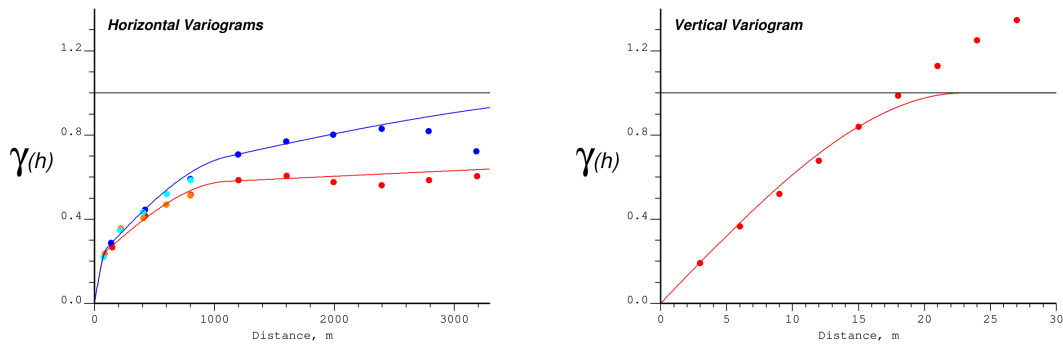 Horizontal Variograms
1.2
0.8
γ(h)
0.4
0.0
0 1000 2000 3000
Distance, m
Vertical Variogram
1.2
0.8
γ(h)
0.4
0.0
0 5 10 15 20 25 30
Distance, m